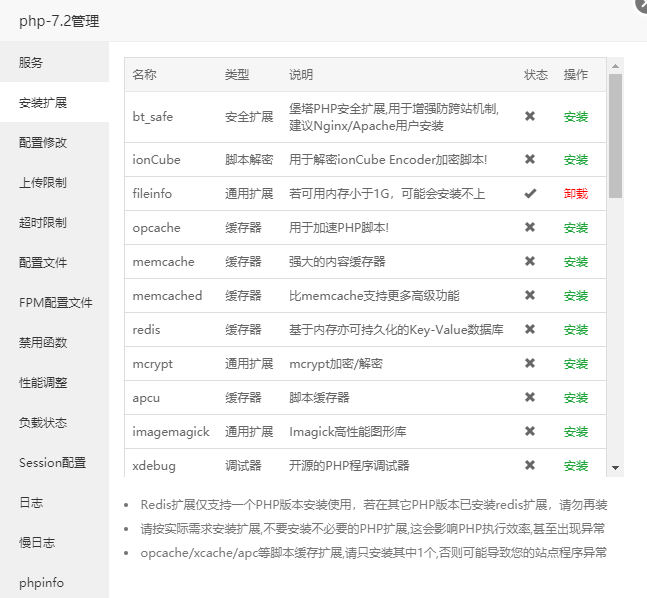 php-7.2管理
服务
安装扩展
配置修改
上传限制
超时限制
配置文件
FPM配置文件
禁用函数
性能调整
负载状态
Session配置
日志
慢日志
phpinfo
名称 类型 说明 状态 操作
bt_safe 安全扩展 堡塔PHP安全扩展,用于增强防跨站机制,
建议Nginx/Apache用户安装 ✖ 安装
ionCube 脚本解密 用于解密ionCube Encoder加密脚本! ✖ 安装
fileinfo 通用扩展 若可用内存小于1G，可能会安装不上 ✔ 卸载
opcache 缓存器 用于加速PHP脚本! ✖ 安装
memcache 缓存器 强大的内容缓存器 ✖ 安装
memcached 缓存器 比memcache支持更多高级功能 ✖ 安装
redis 缓存器 基于内存亦可持久化的Key-Value数据库 ✖ 安装
mcrypt 通用扩展 mcrypt加密/解密 ✖ 安装
apcu 缓存器 脚本缓存器 ✖ 安装
imagemagick 通用扩展 Imagick高性能图形库 ✖ 安装
xdebug 调试器 开源的PHP程序调试器 ✖ 安装
• Redis扩展仅支持一个PHP版本安装使用，若在其它PHP版本已安装redis扩展，请勿再装
• 请按实际需求安装扩展,不要安装不必要的PHP扩展,这会影响PHP执行效率,甚至出现异常
• opcache/xcache/apc等脚本缓存扩展,请只安装其中1个,否则可能导致您的站点程序异常